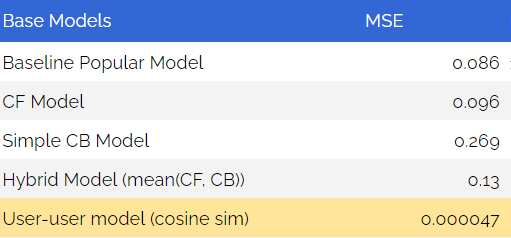 Base Models MSE
Baseline Popular Model 0.086
CF Model 0.096
Simple CB Model 0.269
Hybrid Model (mean(CF, CB)) 0.13
User-user model (cosine sim) 0.000047